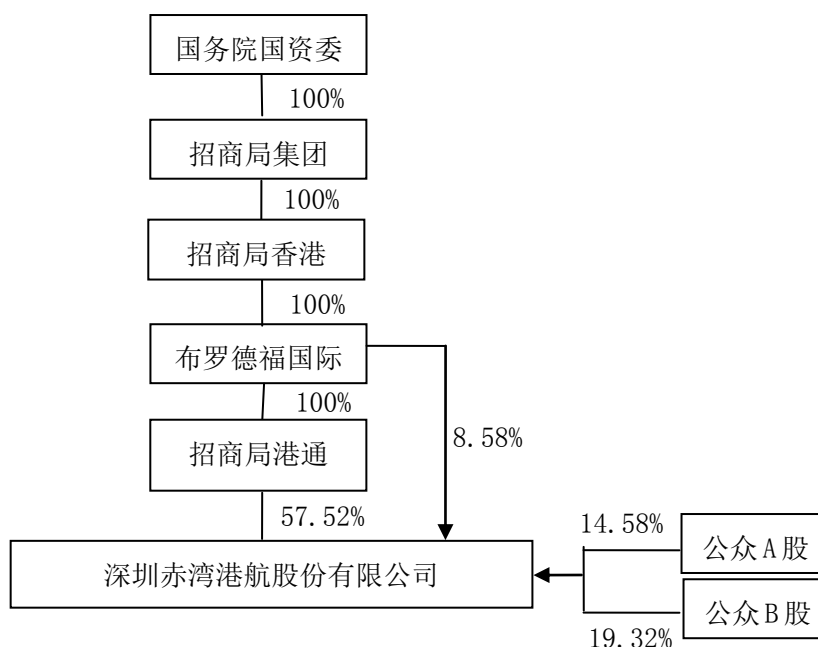 国务院国资委
100%
招商局集团
100%
招商局香港
100%
布罗德福国际
100%
招商局港通
8.58%
57.52%
14.58%
公众A股
深圳赤湾港航股份有限公司
公众B股
19.32%